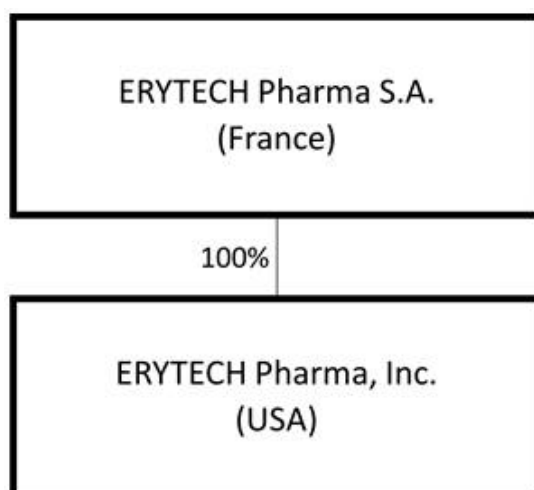 ERYTECH Pharma S.A.
(France)
100%
ERYTECH Pharma, Inc.
(USA)